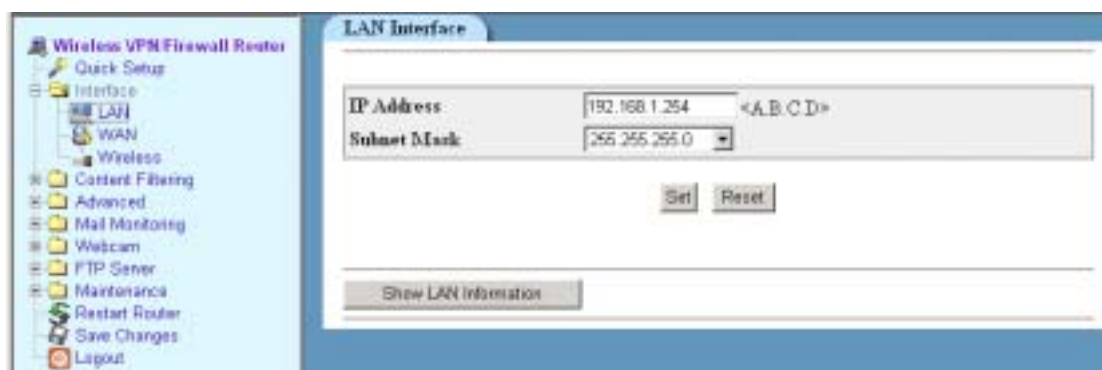 Wireless VPN/Firewall Router
Quick Setup
Interface
LAN
WAN
Wireless
Content Filtering
Advanced
Mail Monitoring
Webcam
FTP Server
Maintenance
Restart Router
Save Changes
Logout
LAN Interface
IP Address 192.168.1.254 <A.B.C.D>
Subnet Mask 255.255.255.0
Set Reset
Show LAN Information